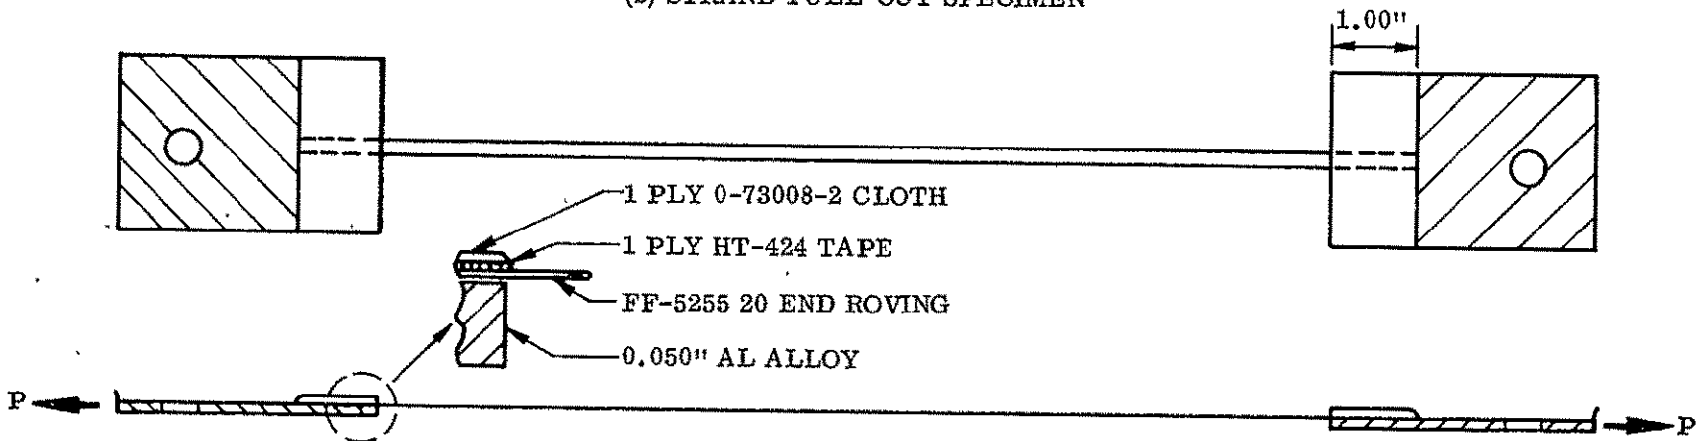 1.00"
1 PLY 0-73008-2 CLOTH
1 PLY HT-424 TAPE
FF-5255 20 END ROVING
0.050" AL ALLOY
P
P